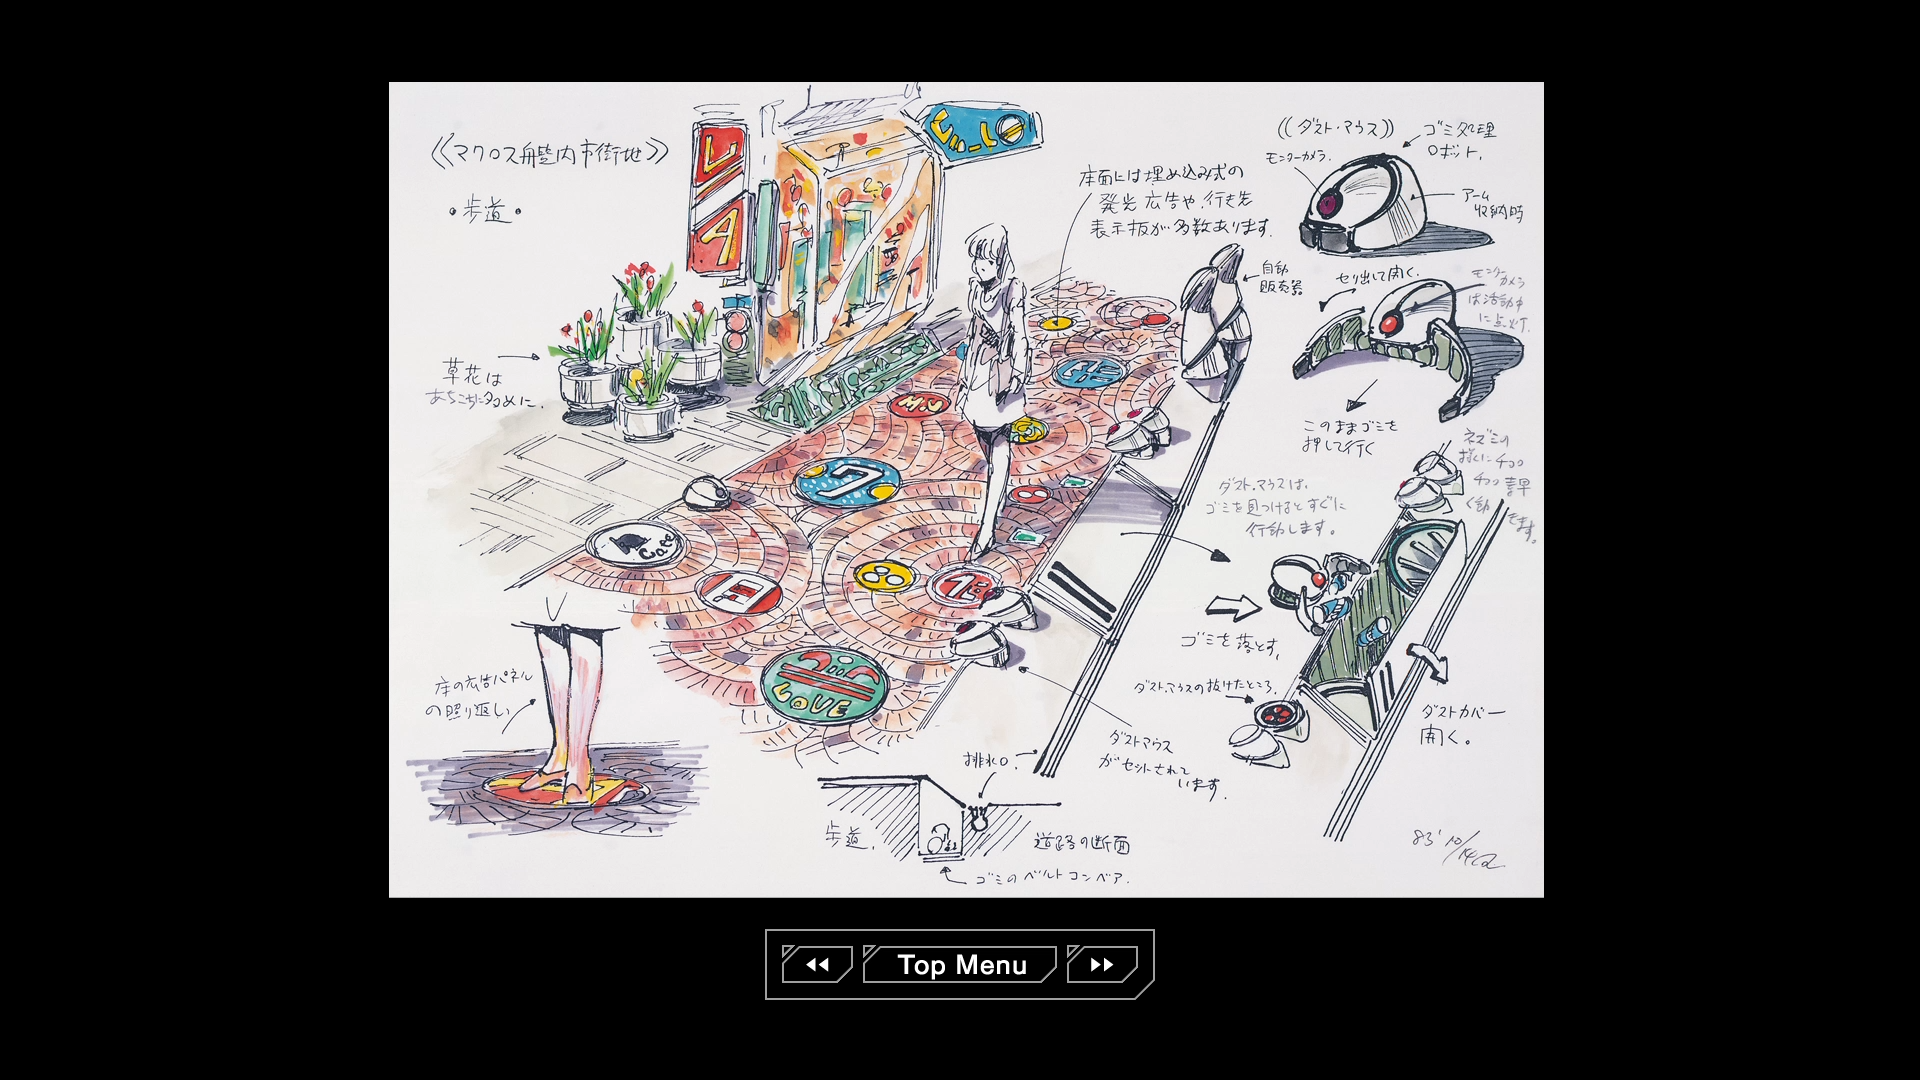 《マクロス艦内市街地》
・歩道・
床面には埋め込み式の
発光広告や、行き先
表示板が多数あります。
((ダスト・マウス))
ゴミ処理
ロボット。
モニターカメラ。
アーム
収納時
自動
販売器
セリ出して開く。
モニターカメラ
は活動中
に点灯。
このままゴミを
押して行く
草花は
あちこちに多めに。
ネズミの
様にチョロ
チョロ素早
く動きます。
ダスト・マウスは、
ゴミを見つけるとすぐに
行動します。
ゴミを落とす。
ダスト・マウスの抜けたところ。
ダストカバー
開く。
床の広告パネル
の照り返し
Cafe
LOVE
ダストマウス
がセットされて
います。
排水口。
歩道。
道路の断面
ゴミのベルトコンベア。
83' 10/14
Top Menu